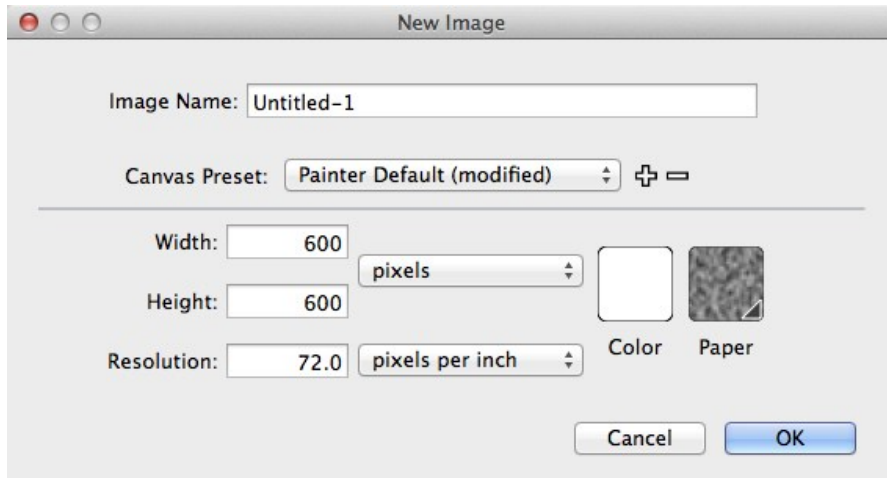 New Image
Image Name: Untitled-1
Canvas Preset: Painter Default (modified)
Width: 600
pixels
Height: 600
Resolution: 72.0 pixels per inch
Color Paper
Cancel OK